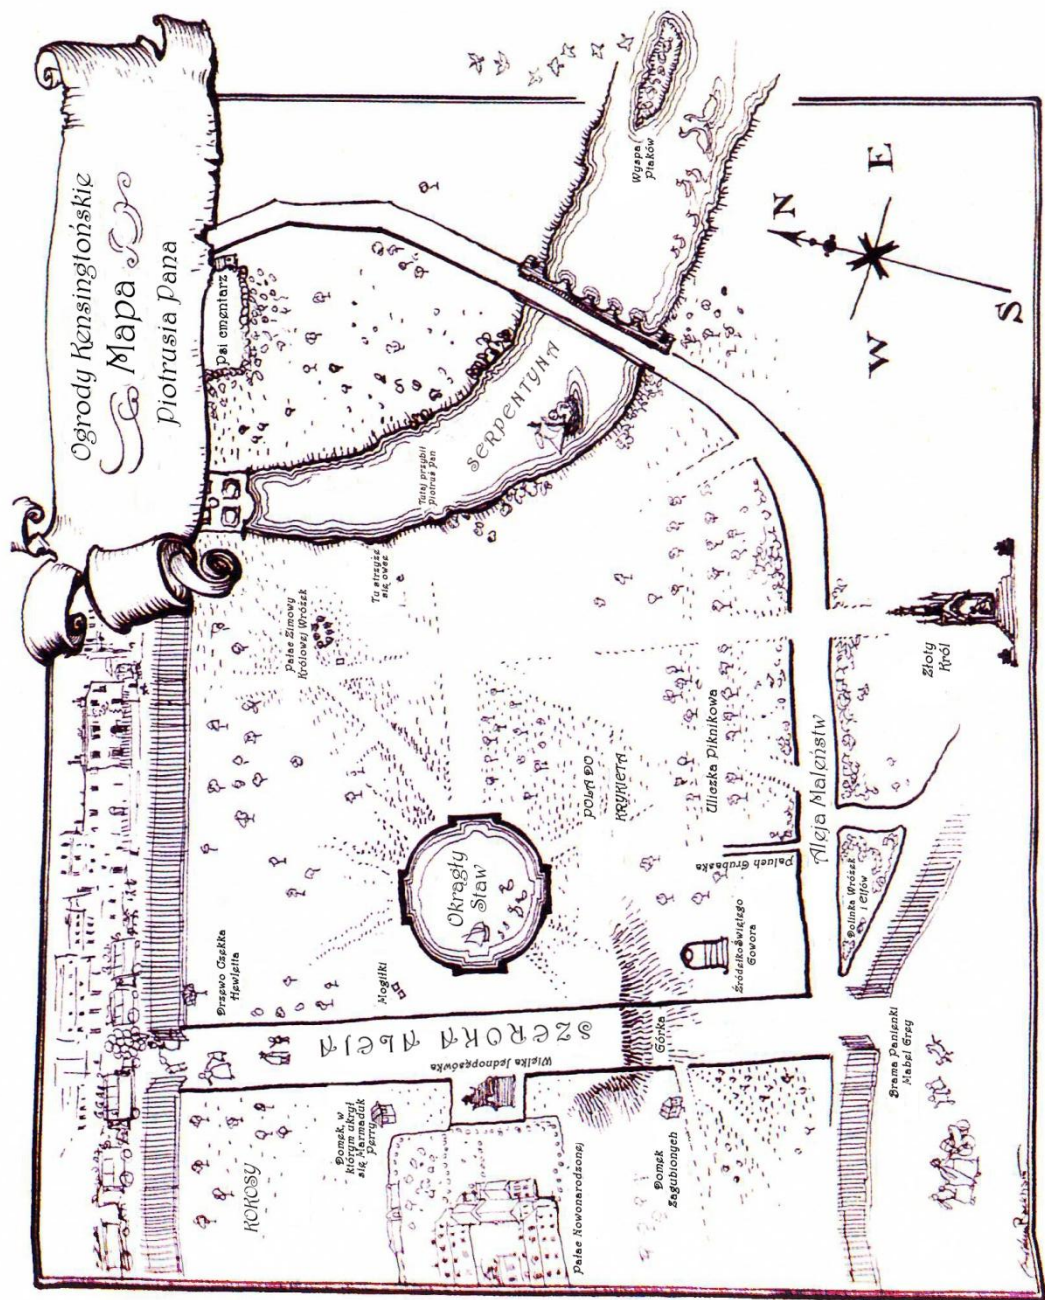 Ogrody Kensingtońskie
Mapa
Piotrusia Pana
Psi cmentarz
Wyspa
Ptaków
N
E
W
S
SERPENTYNA
Tutaj przybił
Piotruś Pan
Tu strzyże
się owce
Pałac Zimowy
Królowej Wróżek
Złoty
Król
Uliczka Piknikowa
POLA DO
KRYKIETA
Aleja Maleństw
Okrągły
Staw
Paluch Grubaska
Dolinka Wróżek
i Elfów
Źródełko Świętego
Gowora
Drzewo Czekka
Hewletta
Mogiłki
SZEROKA ALEJA
Górka
Wielka Jednopęsówka
Brama Panienki
Mabel Grey
KOKOSY
Domek, w
którym ukrył
się Marmaduk
Perry
Pałac Nowonarodzonej
Domek
Zagubionych